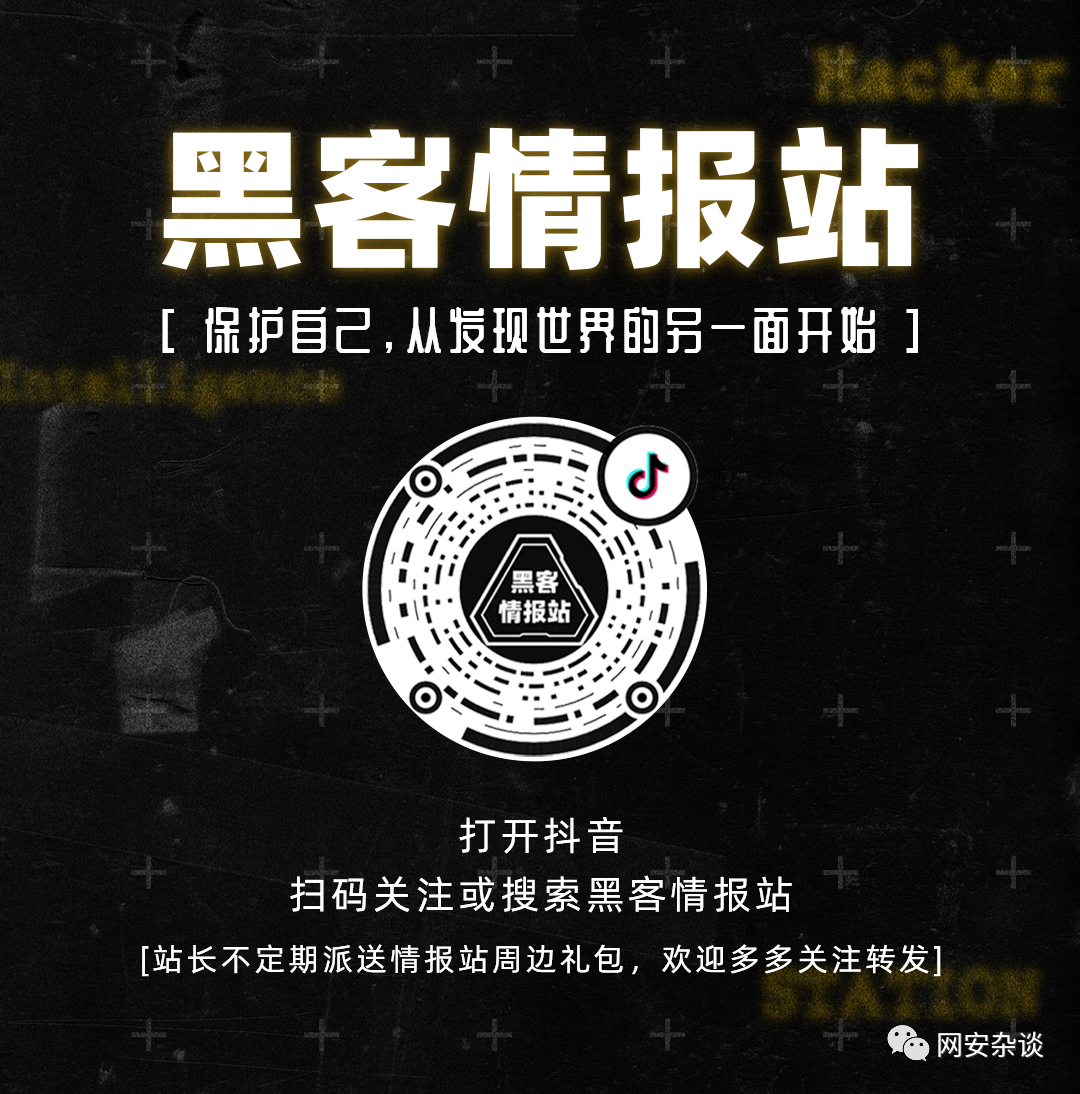 Hacker
黑客情报站
[ 保护自己,从发现世界的另一面开始 ]
Intelligence
黑客
情报站
打开抖音
扫码关注或搜索黑客情报站
[站长不定期派送情报站周边礼包，欢迎多多关注转发]
STATION
网安杂谈